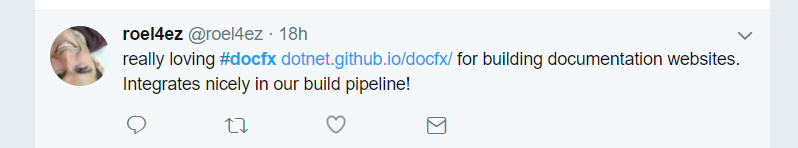 roel4ez @roel4ez · 18h
really loving #docfx dotnet.github.io/docfx/ for building documentation websites.
Integrates nicely in our build pipeline!